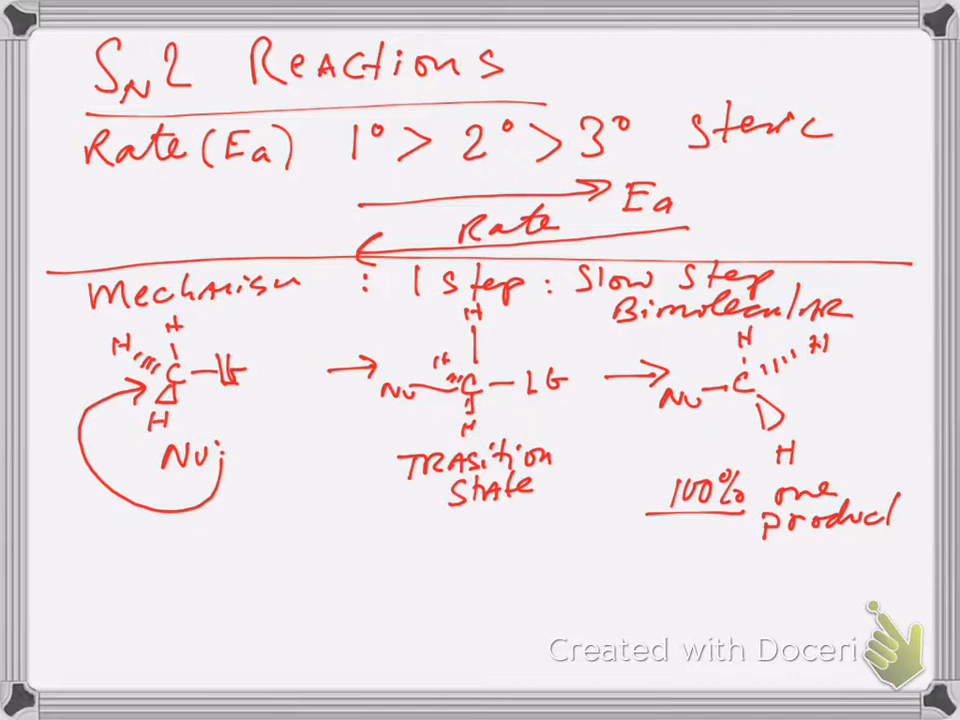 SN2 Reactions
Rate (Ea) 1° > 2° > 3° Steric
Ea
Rate
Mechanism : 1 Step : Slow Step
Bimolecular
H H H
H C LG H Nu C LG Nu C H
H H H
Nu: TRASition 100% one
State product
Created with Doceri